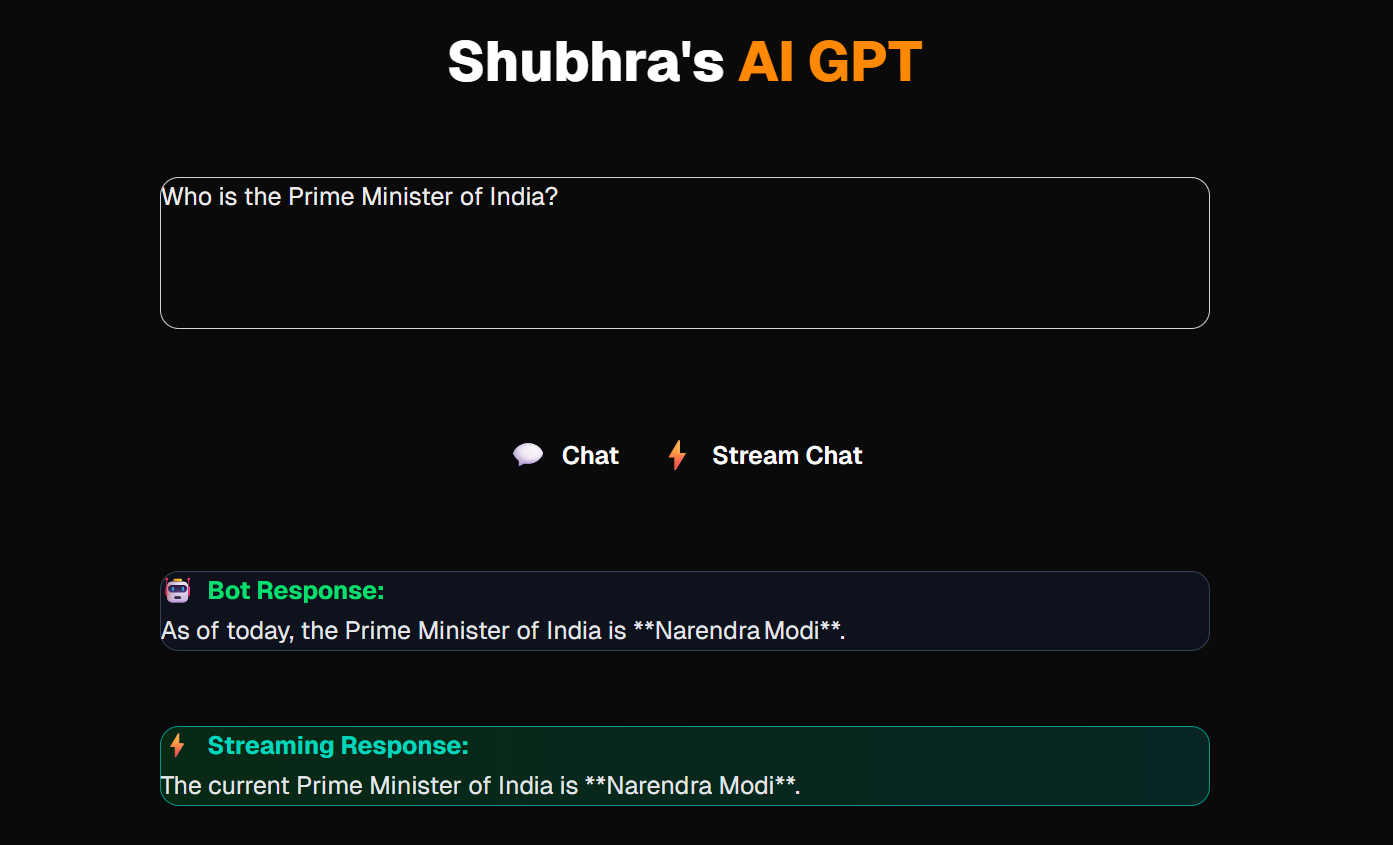 Shubhra's AI GPT
Who is the Prime Minister of India?
💬 Chat ⚡ Stream Chat
🤖 Bot Response:
As of today, the Prime Minister of India is **Narendra Modi**.
⚡ Streaming Response:
The current Prime Minister of India is **Narendra Modi**.